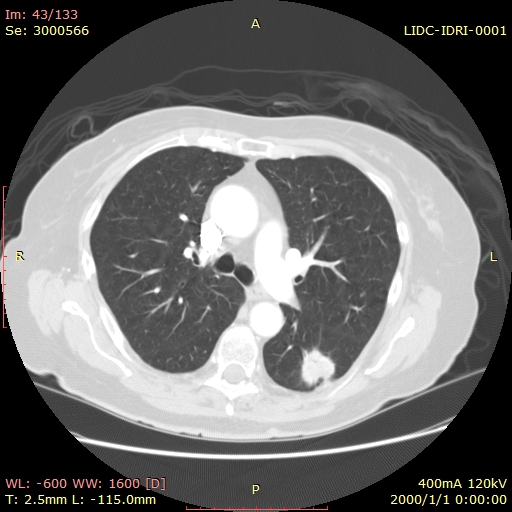 Im: 43/133
Se: 3000566
A
LIDC-IDRI-0001
R
L
WL: -600 WW: 1600 [D]
T: 2.5mm L: -115.0mm
P
400mA 120kV
2000/1/1 0:00:00